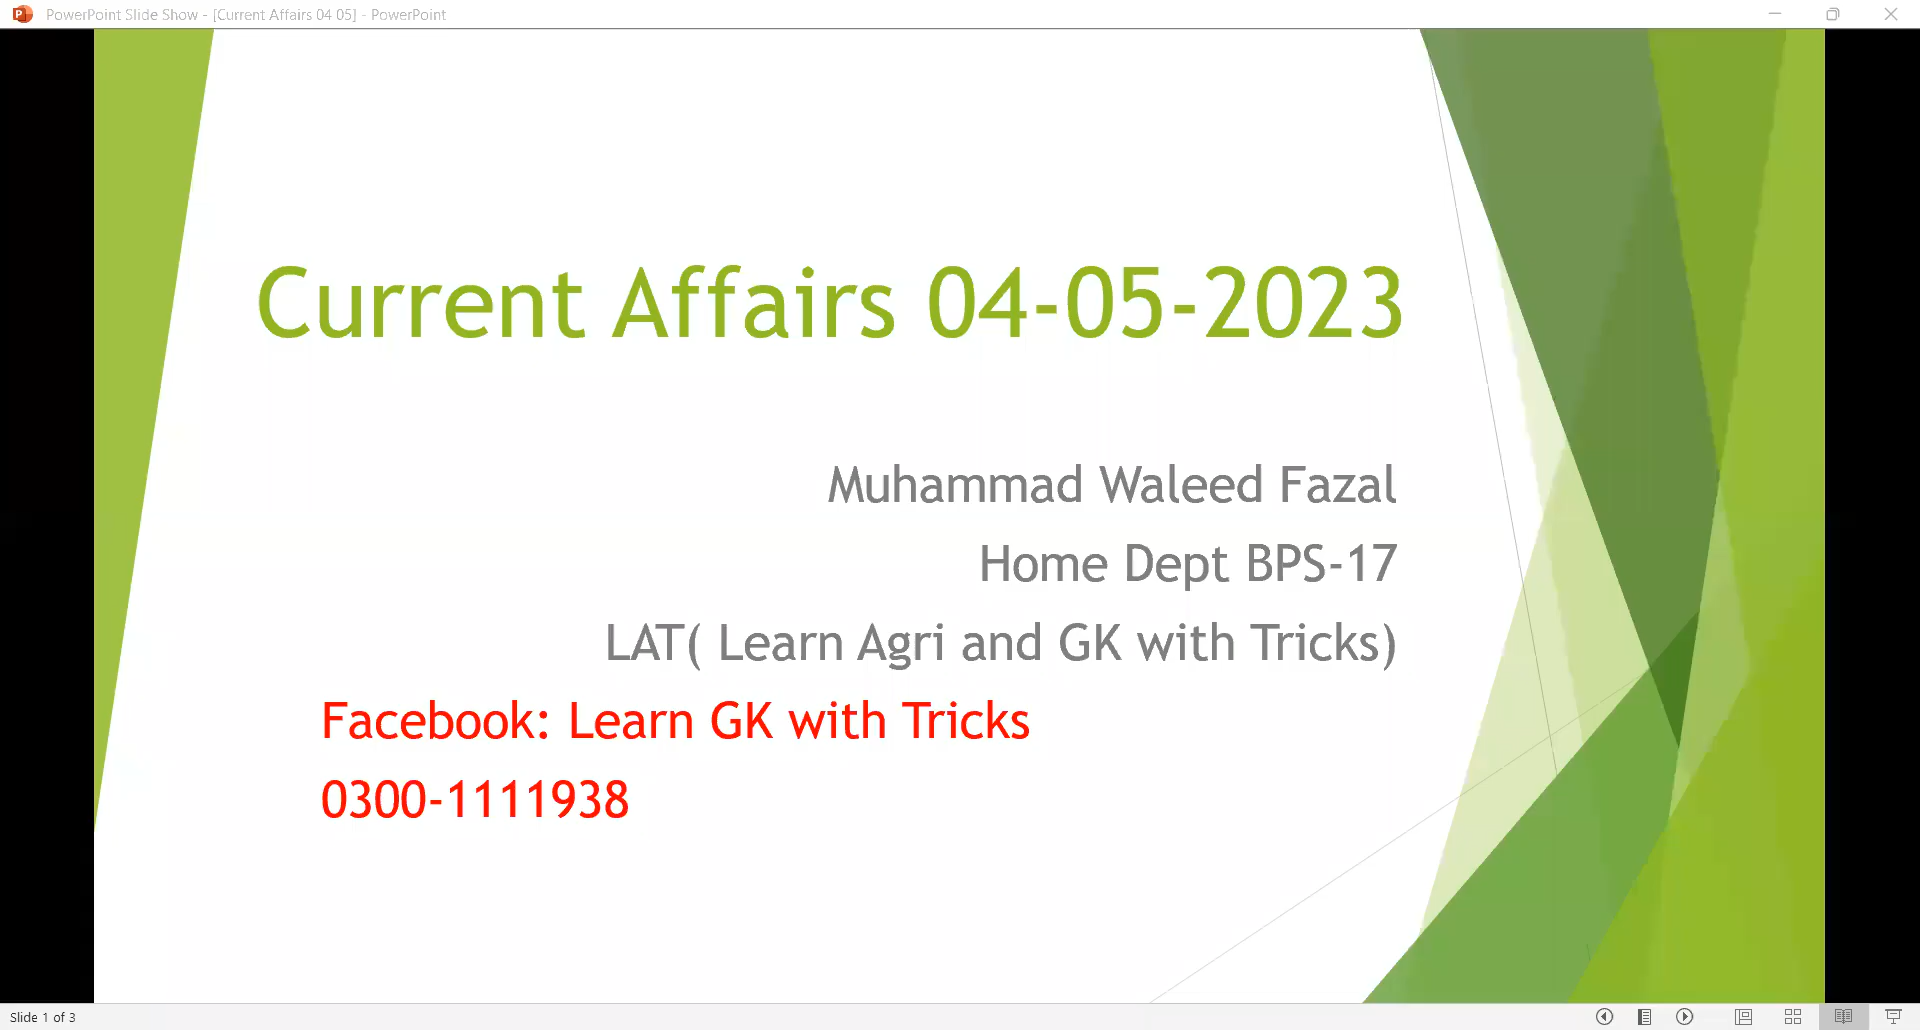 PowerPoint Slide Show - [Current Affairs 04 05] - PowerPoint
Current Affairs 04-05-2023
Muhammad Waleed Fazal
Home Dept BPS-17
LAT( Learn Agri and GK with Tricks)
Facebook: Learn GK with Tricks
0300-1111938
Slide 1 of 3